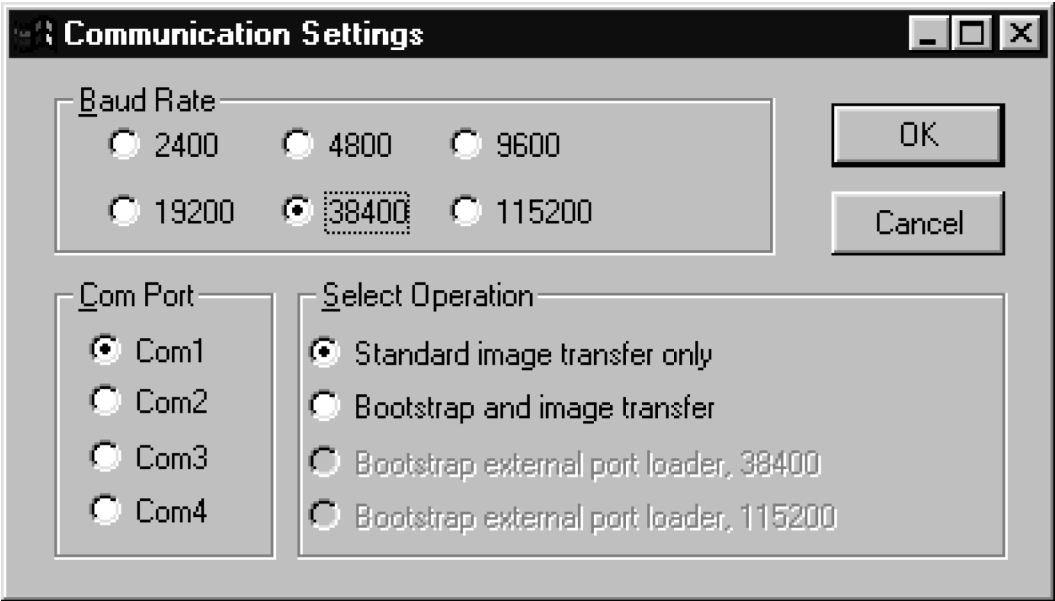 Communication Settings
Baud Rate
2400 4800 9600
19200 38400 115200
OK
Cancel
Com Port
Com1
Com2
Com3
Com4
Select Operation
Standard image transfer only
Bootstrap and image transfer
Bootstrap external port loader, 38400
Bootstrap external port loader, 115200